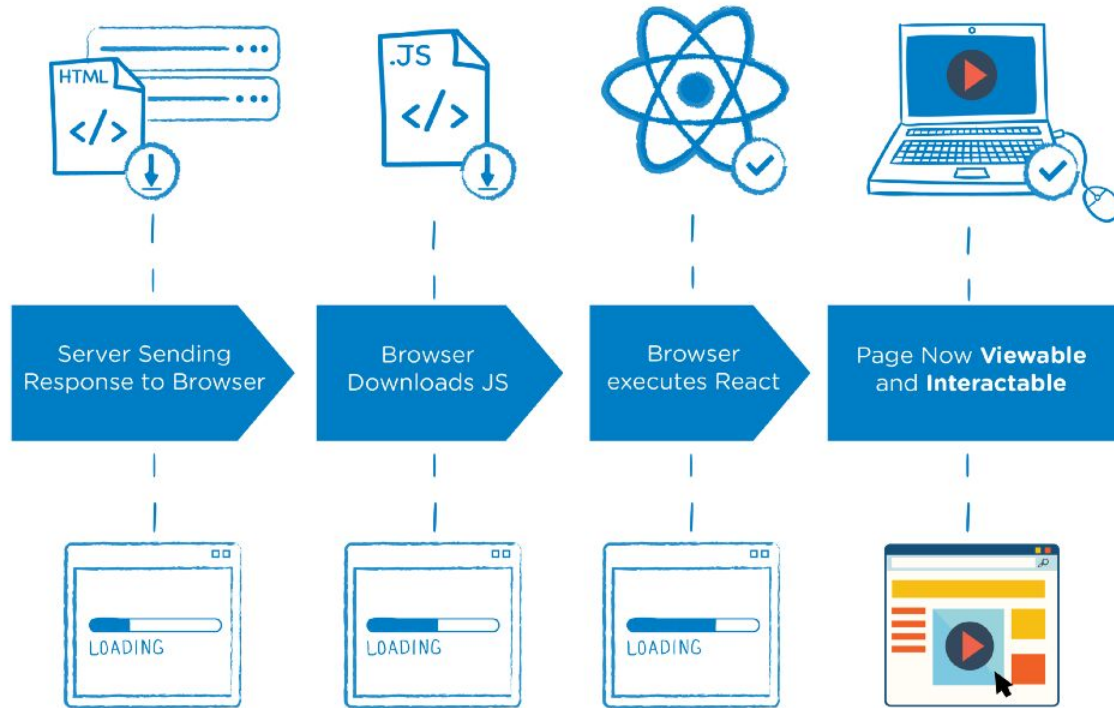 HTML
</>
.JS
</>
Server Sending
Response to Browser
Browser
Downloads JS
Browser
executes React
Page Now Viewable
and Interactable
LOADING
LOADING
LOADING